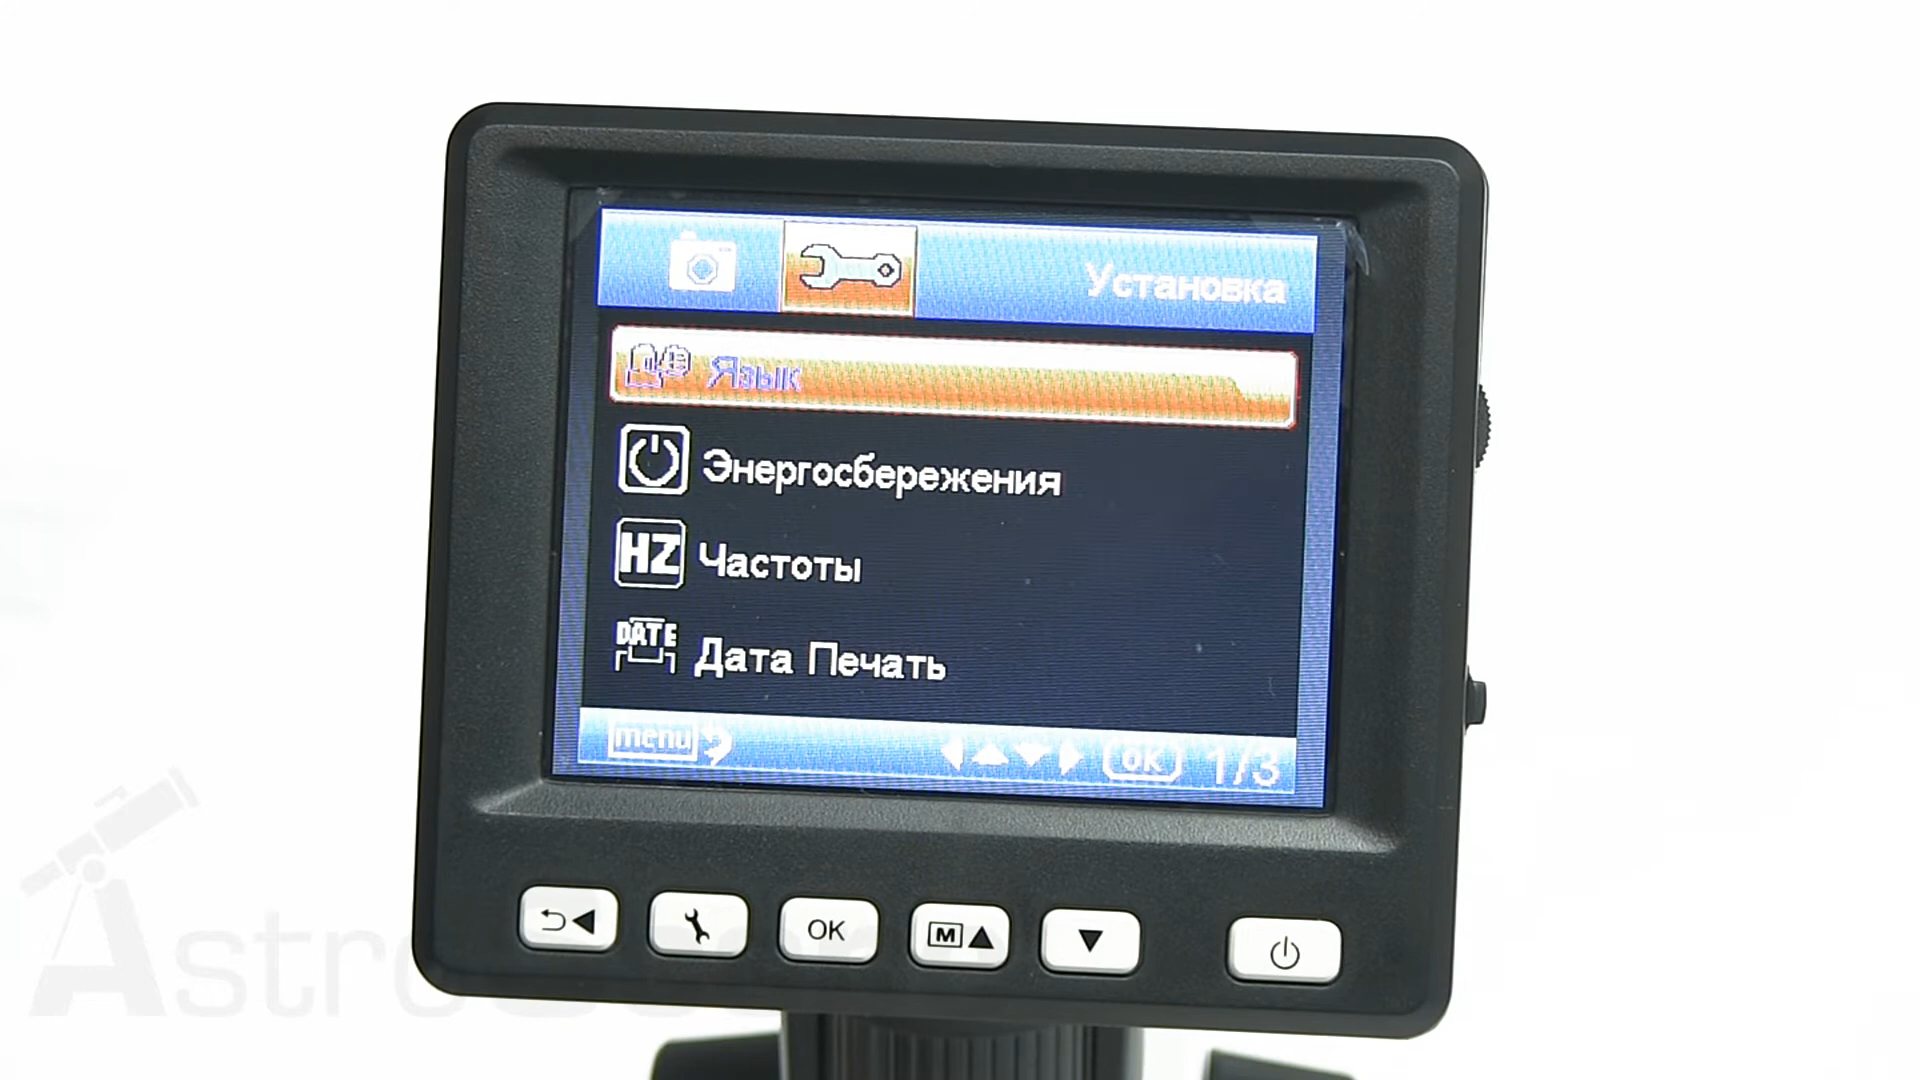 Установка
Язык
Энергосбережения
HZ Частоты
DATE Дата Печать
menu ok 1/3
OK M